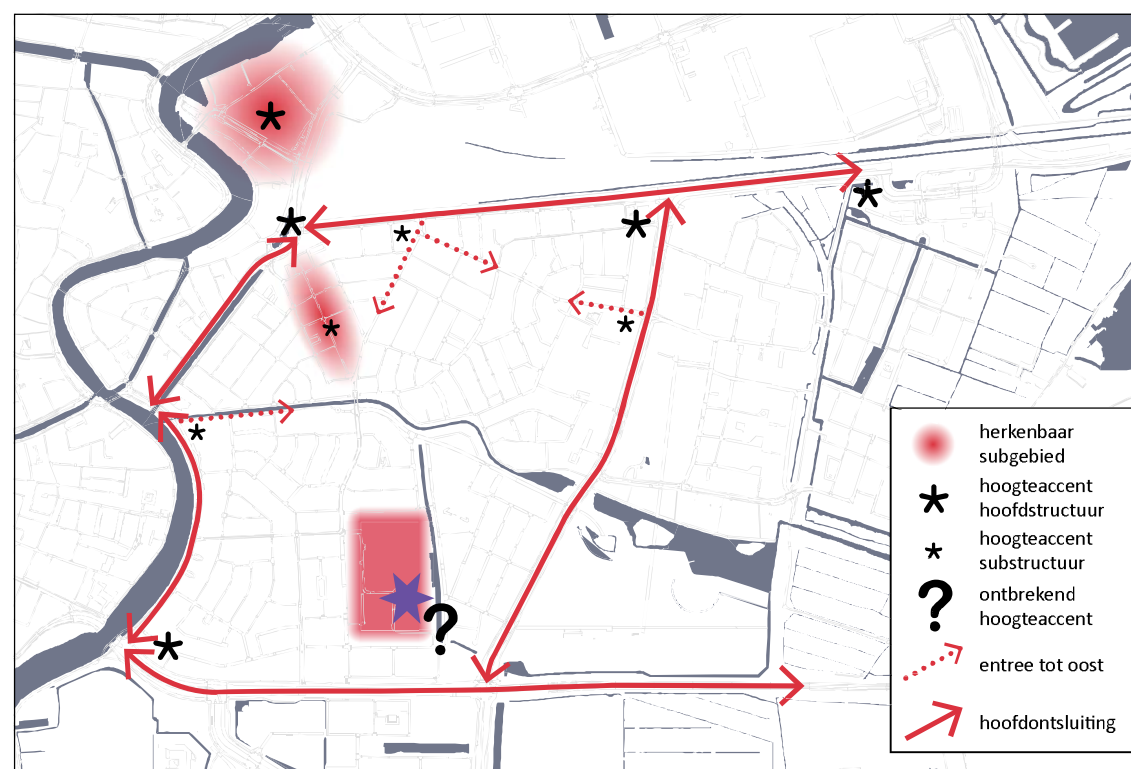 herkenbaar
subgebied
hoogteaccent
hoofdstructuur
hoogteaccent
substructuur
ontbrekend
hoogteaccent
entree tot oost
hoofdontsluiting
?
?